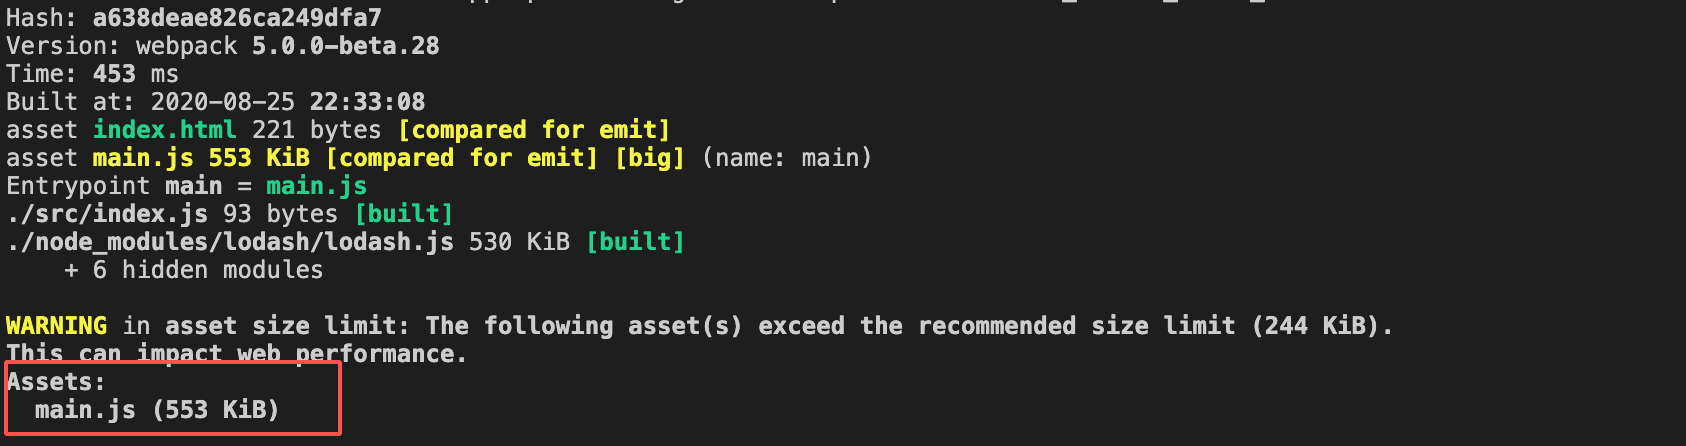 Hash: a638deae826ca249dfa7
Version: webpack 5.0.0-beta.28
Time: 453 ms
Built at: 2020-08-25 22:33:08
asset index.html 221 bytes [compared for emit]
asset main.js 553 KiB [compared for emit] [big] (name: main)
Entrypoint main = main.js
./src/index.js 93 bytes [built]
./node_modules/lodash/lodash.js 530 KiB [built]
    + 6 hidden modules
WARNING in asset size limit: The following asset(s) exceed the recommended size limit (244 KiB).
This can impact web performance.
Assets:
  main.js (553 KiB)